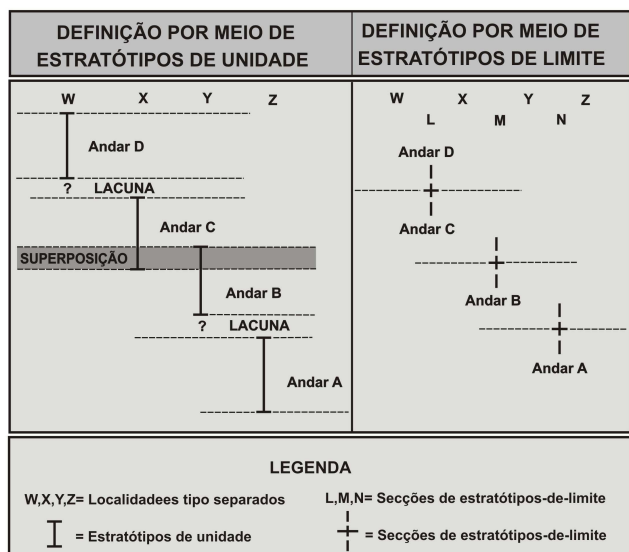 DEFINIÇÃO POR MEIO DE
ESTRATÓTIPOS DE UNIDADE
DEFINIÇÃO POR MEIO DE
ESTRATÓTIPOS DE LIMITE
W X Y Z
Andar D
? LACUNA
Andar C
SUPERPOSIÇÃO
Andar B
? LACUNA
Andar A
W X Y Z
L M N
Andar D
Andar C
Andar B
Andar A
LEGENDA
W,X,Y,Z= Localidadees tipo separados
L,M,N= Secções de estratótipos-de-limite
= Estratótipos de unidade
= Secções de estratótipos-de-limite